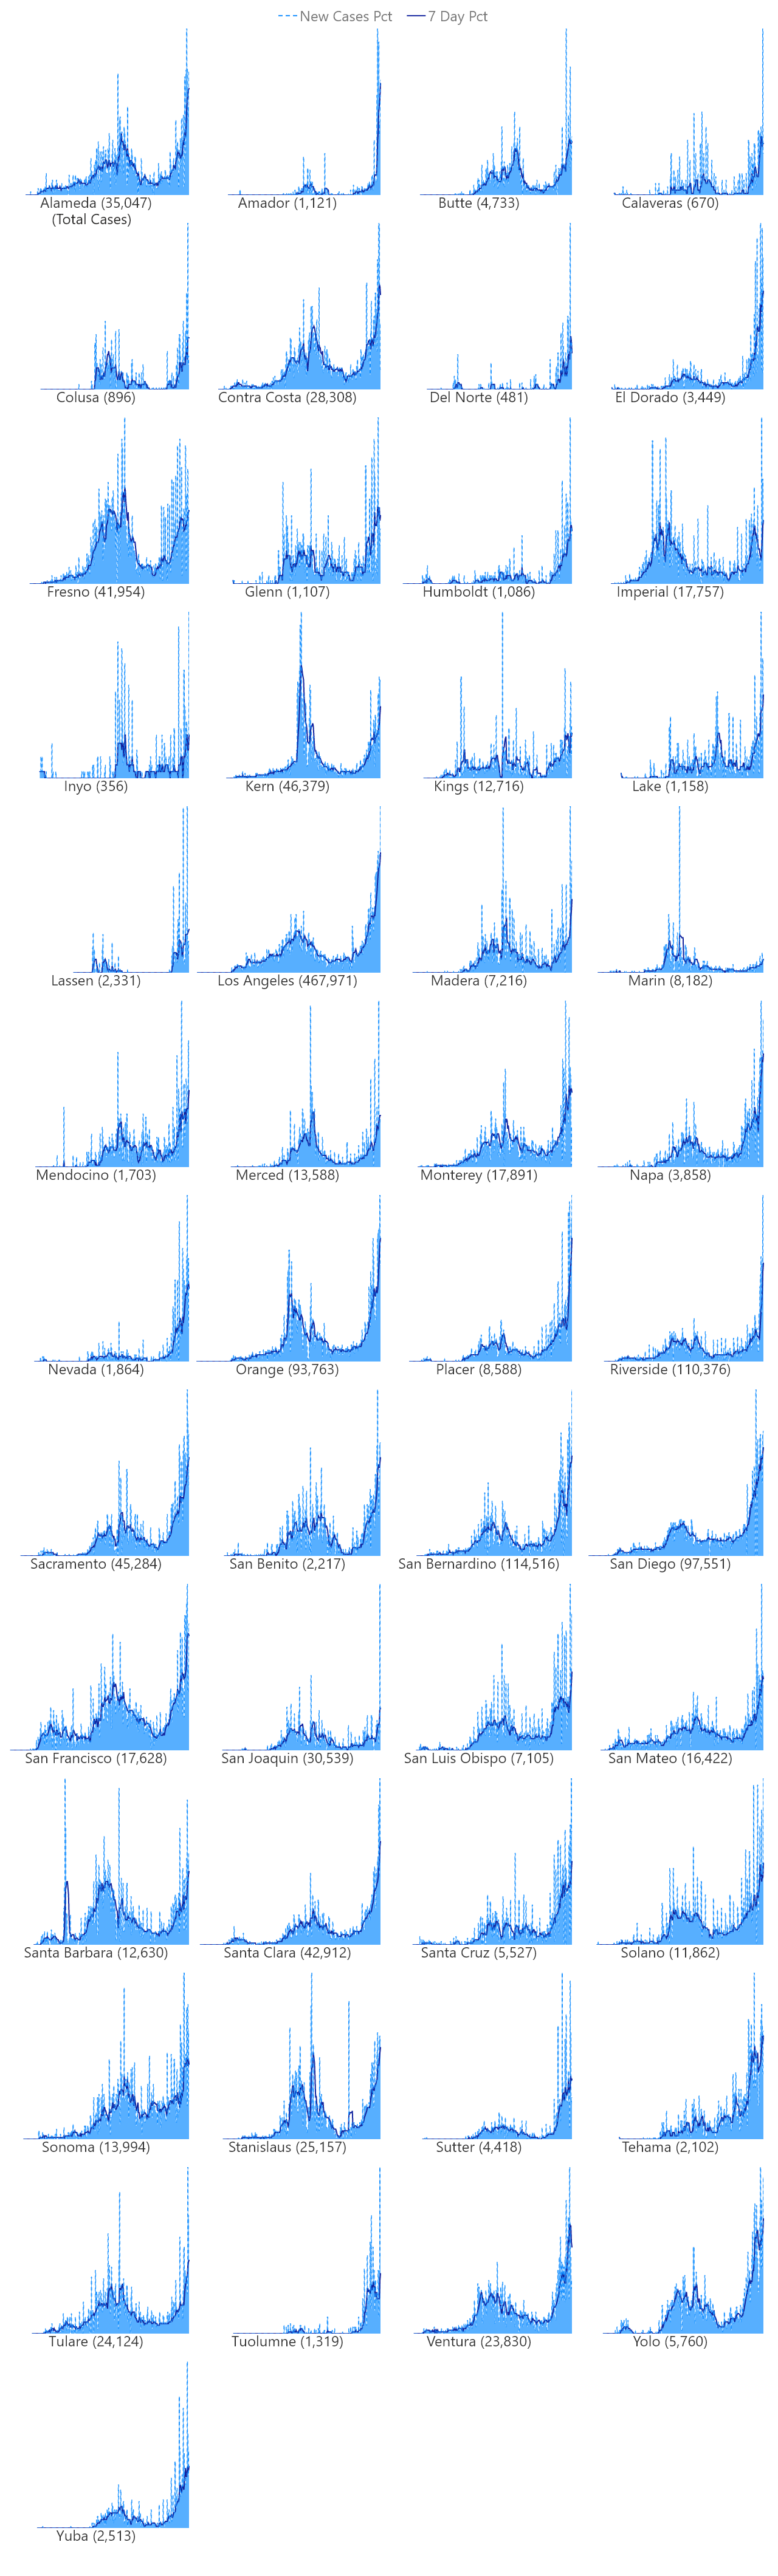 New Cases Pct 7 Day Pct
Alameda (35,047) Amador (1,121) Butte (4,733) Calaveras (670)
(Total Cases)
Colusa (896) Contra Costa (28,308) Del Norte (481) El Dorado (3,449)
Fresno (41,954) Glenn (1,107) Humboldt (1,086) Imperial (17,757)
Inyo (356) Kern (46,379) Kings (12,716) Lake (1,158)
Lassen (2,331) Los Angeles (467,971) Madera (7,216) Marin (8,182)
Mendocino (1,703) Merced (13,588) Monterey (17,891) Napa (3,858)
Nevada (1,864) Orange (93,763) Placer (8,588) Riverside (110,376)
Sacramento (45,284) San Benito (2,217) San Bernardino (114,516) San Diego (97,551)
San Francisco (17,628) San Joaquin (30,539) San Luis Obispo (7,105) San Mateo (16,422)
Santa Barbara (12,630) Santa Clara (42,912) Santa Cruz (5,527) Solano (11,862)
Sonoma (13,994) Stanislaus (25,157) Sutter (4,418) Tehama (2,102)
Tulare (24,124) Tuolumne (1,319) Ventura (23,830) Yolo (5,760)
Yuba (2,513)